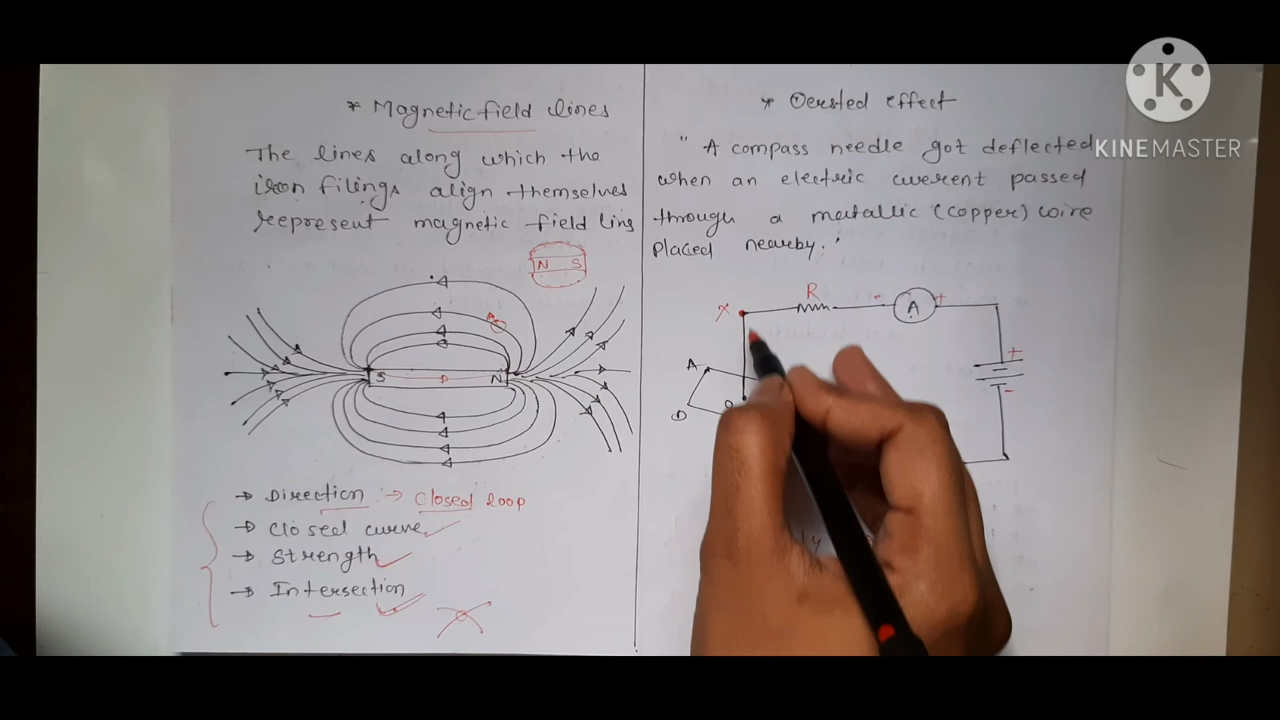 * Magnetic field lines
The lines along which the
iron filings align themselves
represent magnetic field lins
N S
S N
→ Direction :→ Closed loop
→ Closed curve
→ Strength
→ Intersection
* Oersted effect
" A compass needle got deflected
when an electric current passed
through a metallic (copper) wire
placed nearby."
X R - A +
+
-
A
D
K
KINEMASTER